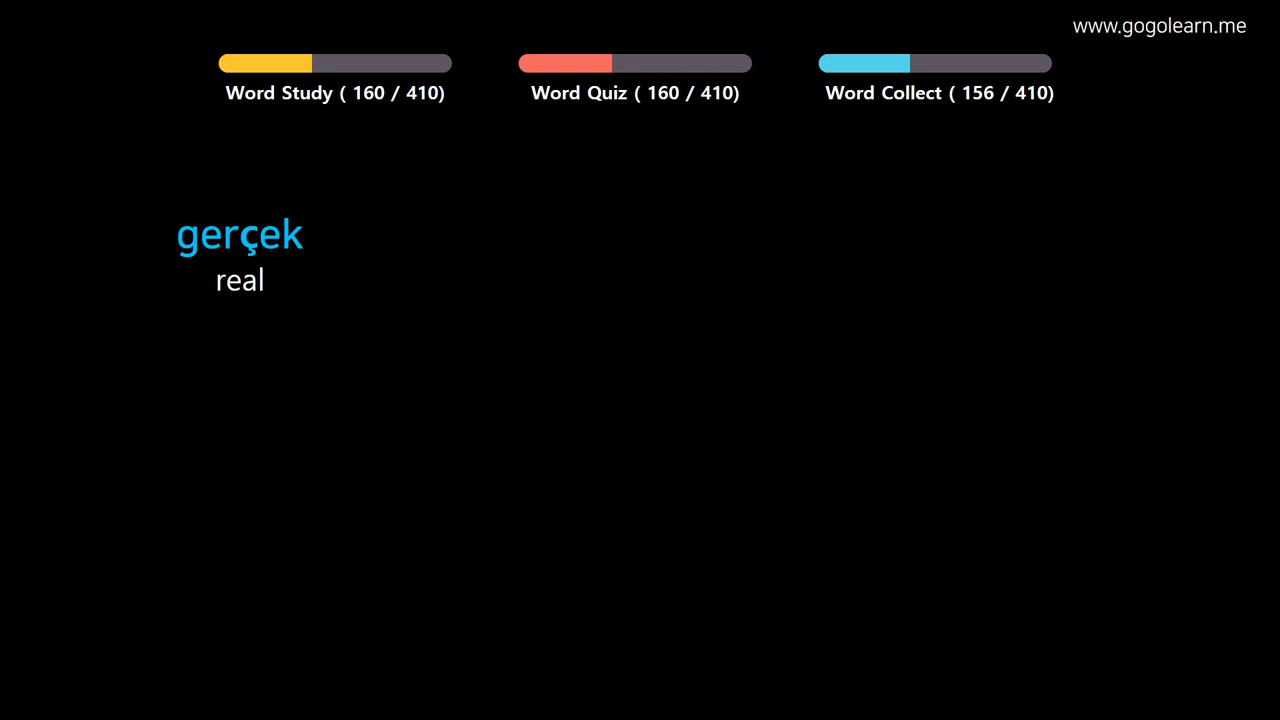 www.gogolearn.me
Word Study ( 160 / 410)
Word Quiz ( 160 / 410)
Word Collect ( 156 / 410)
gerçek
real